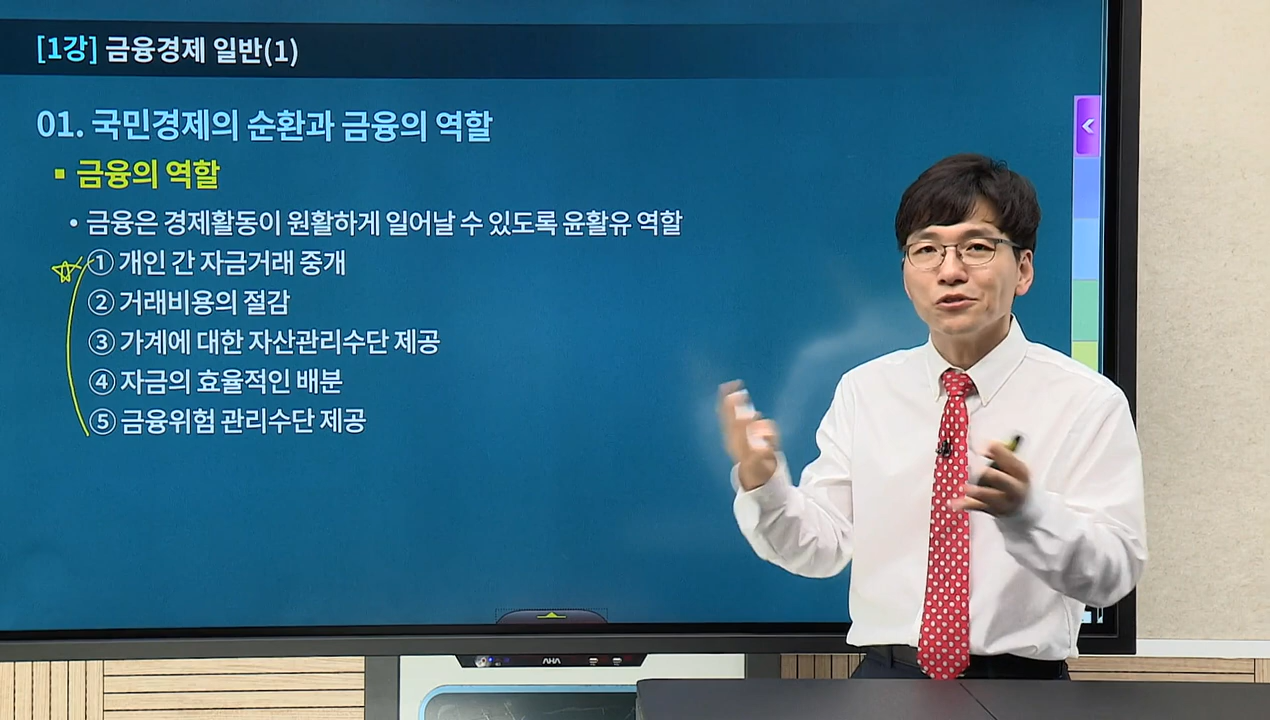 [1강] 금융경제 일반(1)
01. 국민경제의 순환과 금융의 역할
▪ 금융의 역할
• 금융은 경제활동이 원활하게 일어날 수 있도록 윤활유 역할
① 개인 간 자금거래 중개
② 거래비용의 절감
③ 가계에 대한 자산관리수단 제공
④ 자금의 효율적인 배분
⑤ 금융위험 관리수단 제공
AHA